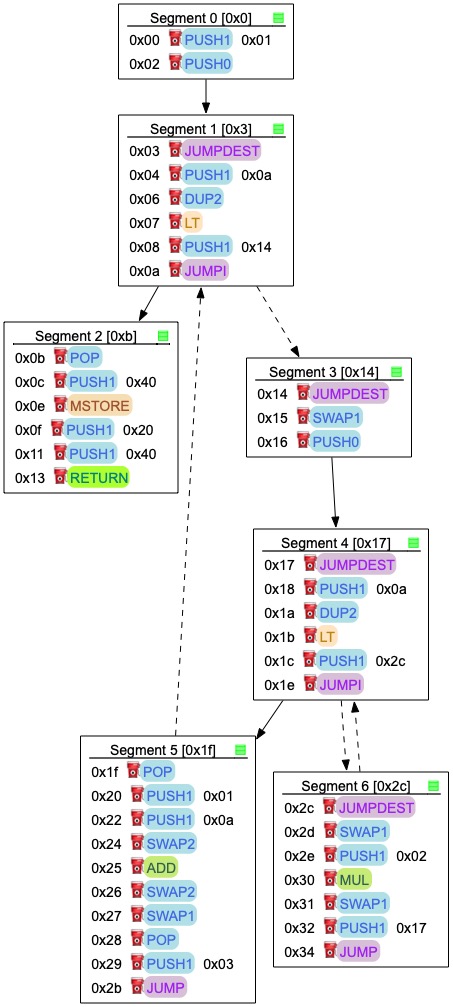 Segment 0 [0x0]
0x00 PUSH1 0x01
0x02 PUSH0
Segment 1 [0x3]
0x03 JUMPDEST
0x04 PUSH1 0x0a
0x06 DUP2
0x07 LT
0x08 PUSH1 0x14
0x0a JUMPI
Segment 2 [0xb]
0x0b POP
0x0c PUSH1 0x40
0x0e MSTORE
0x0f PUSH1 0x20
0x11 PUSH1 0x40
0x13 RETURN
Segment 3 [0x14]
0x14 JUMPDEST
0x15 SWAP1
0x16 PUSH0
Segment 4 [0x17]
0x17 JUMPDEST
0x18 PUSH1 0x0a
0x1a DUP2
0x1b LT
0x1c PUSH1 0x2c
0x1e JUMPI
Segment 5 [0x1f]
0x1f POP
0x20 PUSH1 0x01
0x22 PUSH1 0x0a
0x24 SWAP2
0x25 ADD
0x26 SWAP2
0x27 SWAP1
0x28 POP
0x29 PUSH1 0x03
0x2b JUMP
Segment 6 [0x2c]
0x2c JUMPDEST
0x2d SWAP1
0x2e PUSH1 0x02
0x30 MUL
0x31 SWAP1
0x32 PUSH1 0x17
0x34 JUMP